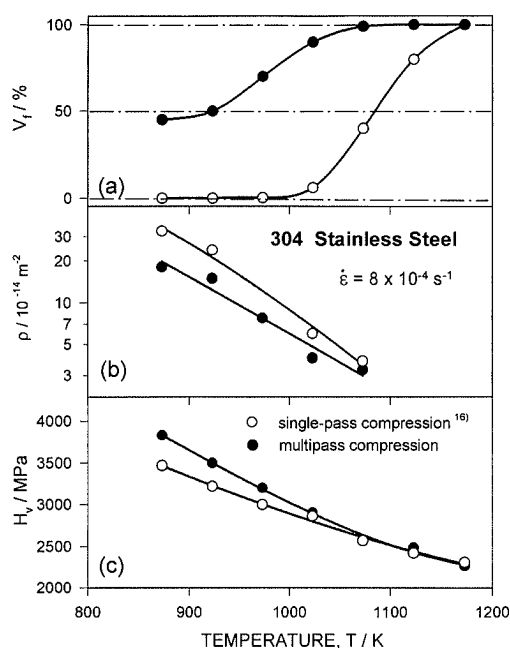 100
50
0
V_f / %
(a)
304 Stainless Steel
ε̇ = 8 x 10⁻⁴ s⁻¹
30
20
10
7
5
3
ρ / 10⁻¹⁴ m⁻²
(b)
○ single-pass compression ¹⁶⁾
● multipass compression
4000
3500
3000
2500
2000
H_v / MPa
(c)
800 900 1000 1100 1200
TEMPERATURE, T / K